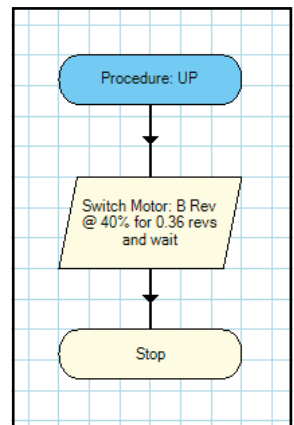 Procedure: UP
Switch Motor: B Rev
@ 40% for 0.36 revs
and wait
Stop